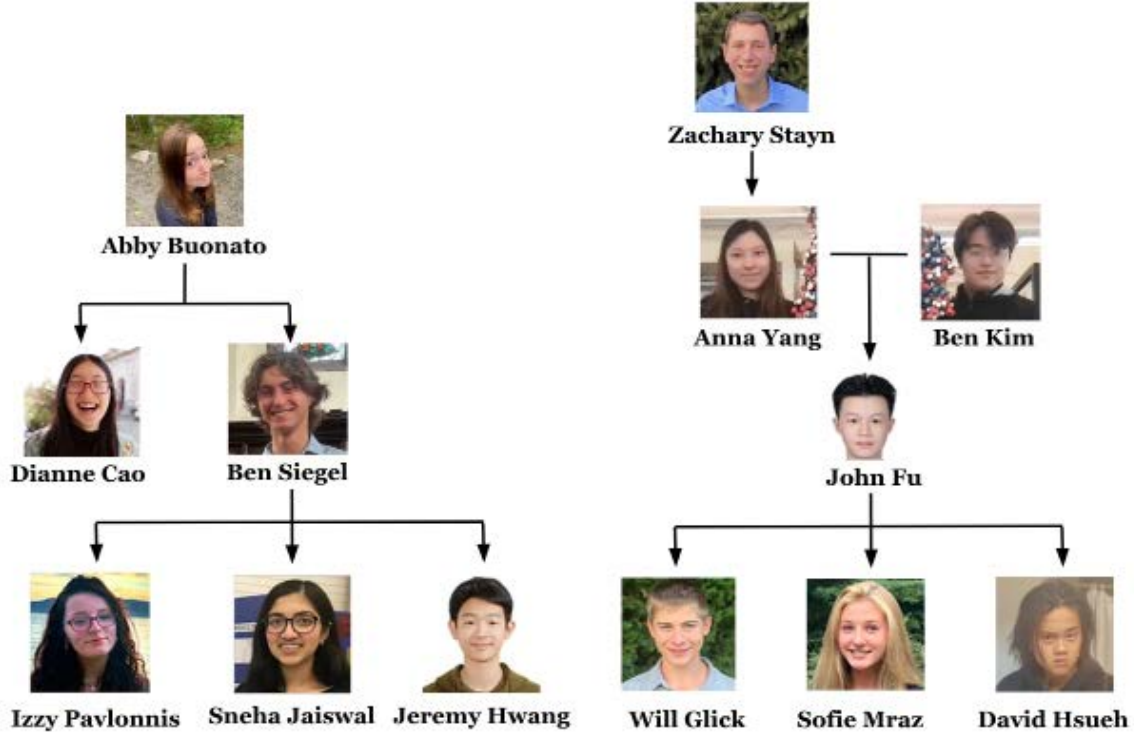 Zachary Stayn
Abby Buonato
Anna Yang
Ben Kim
Dianne Cao
Ben Siegel
John Fu
Izzy Pavlonnis
Sneha Jaiswal
Jeremy Hwang
Will Glick
Sofie Mraz
David Hsueh